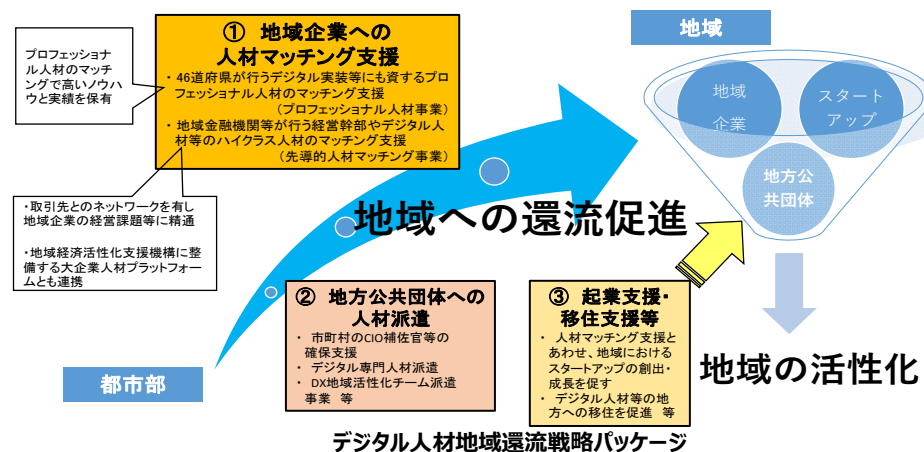 ① 地域企業への
人材マッチング支援
・ 46道府県が行うデジタル実装等にも資するプロ
フェッショナル人材のマッチング支援
（プロフェッショナル人材事業）
・ 地域金融機関等が行う経営幹部やデジタル人
材等のハイクラス人材のマッチング支援
（先導的人材マッチング事業）
プロフェッショナ
ル人材のマッチ
ングで高いノウハ
ウと実績を保有
・取引先とのネットワークを有し
地域企業の経営課題等に精通
・地域経済活性化支援機構に整
備する大企業人材プラットフォー
ムとも連携
地域
地域
企業
スタート
アップ
地方公
共団体
地域への還流促進
② 地方公共団体への
人材派遣
・ 市町村のCIO補佐官等の
確保支援
・ デジタル専門人材派遣
・ DX地域活性化チーム派遣
事業 等
③ 起業支援・
移住支援等
・ 人材マッチング支援と
あわせ、地域における
スタートアップの創出・
成長を促す
・ デジタル人材等の地
方への移住を促進 等
地域の活性化
都市部
デジタル人材地域還流戦略パッケージ